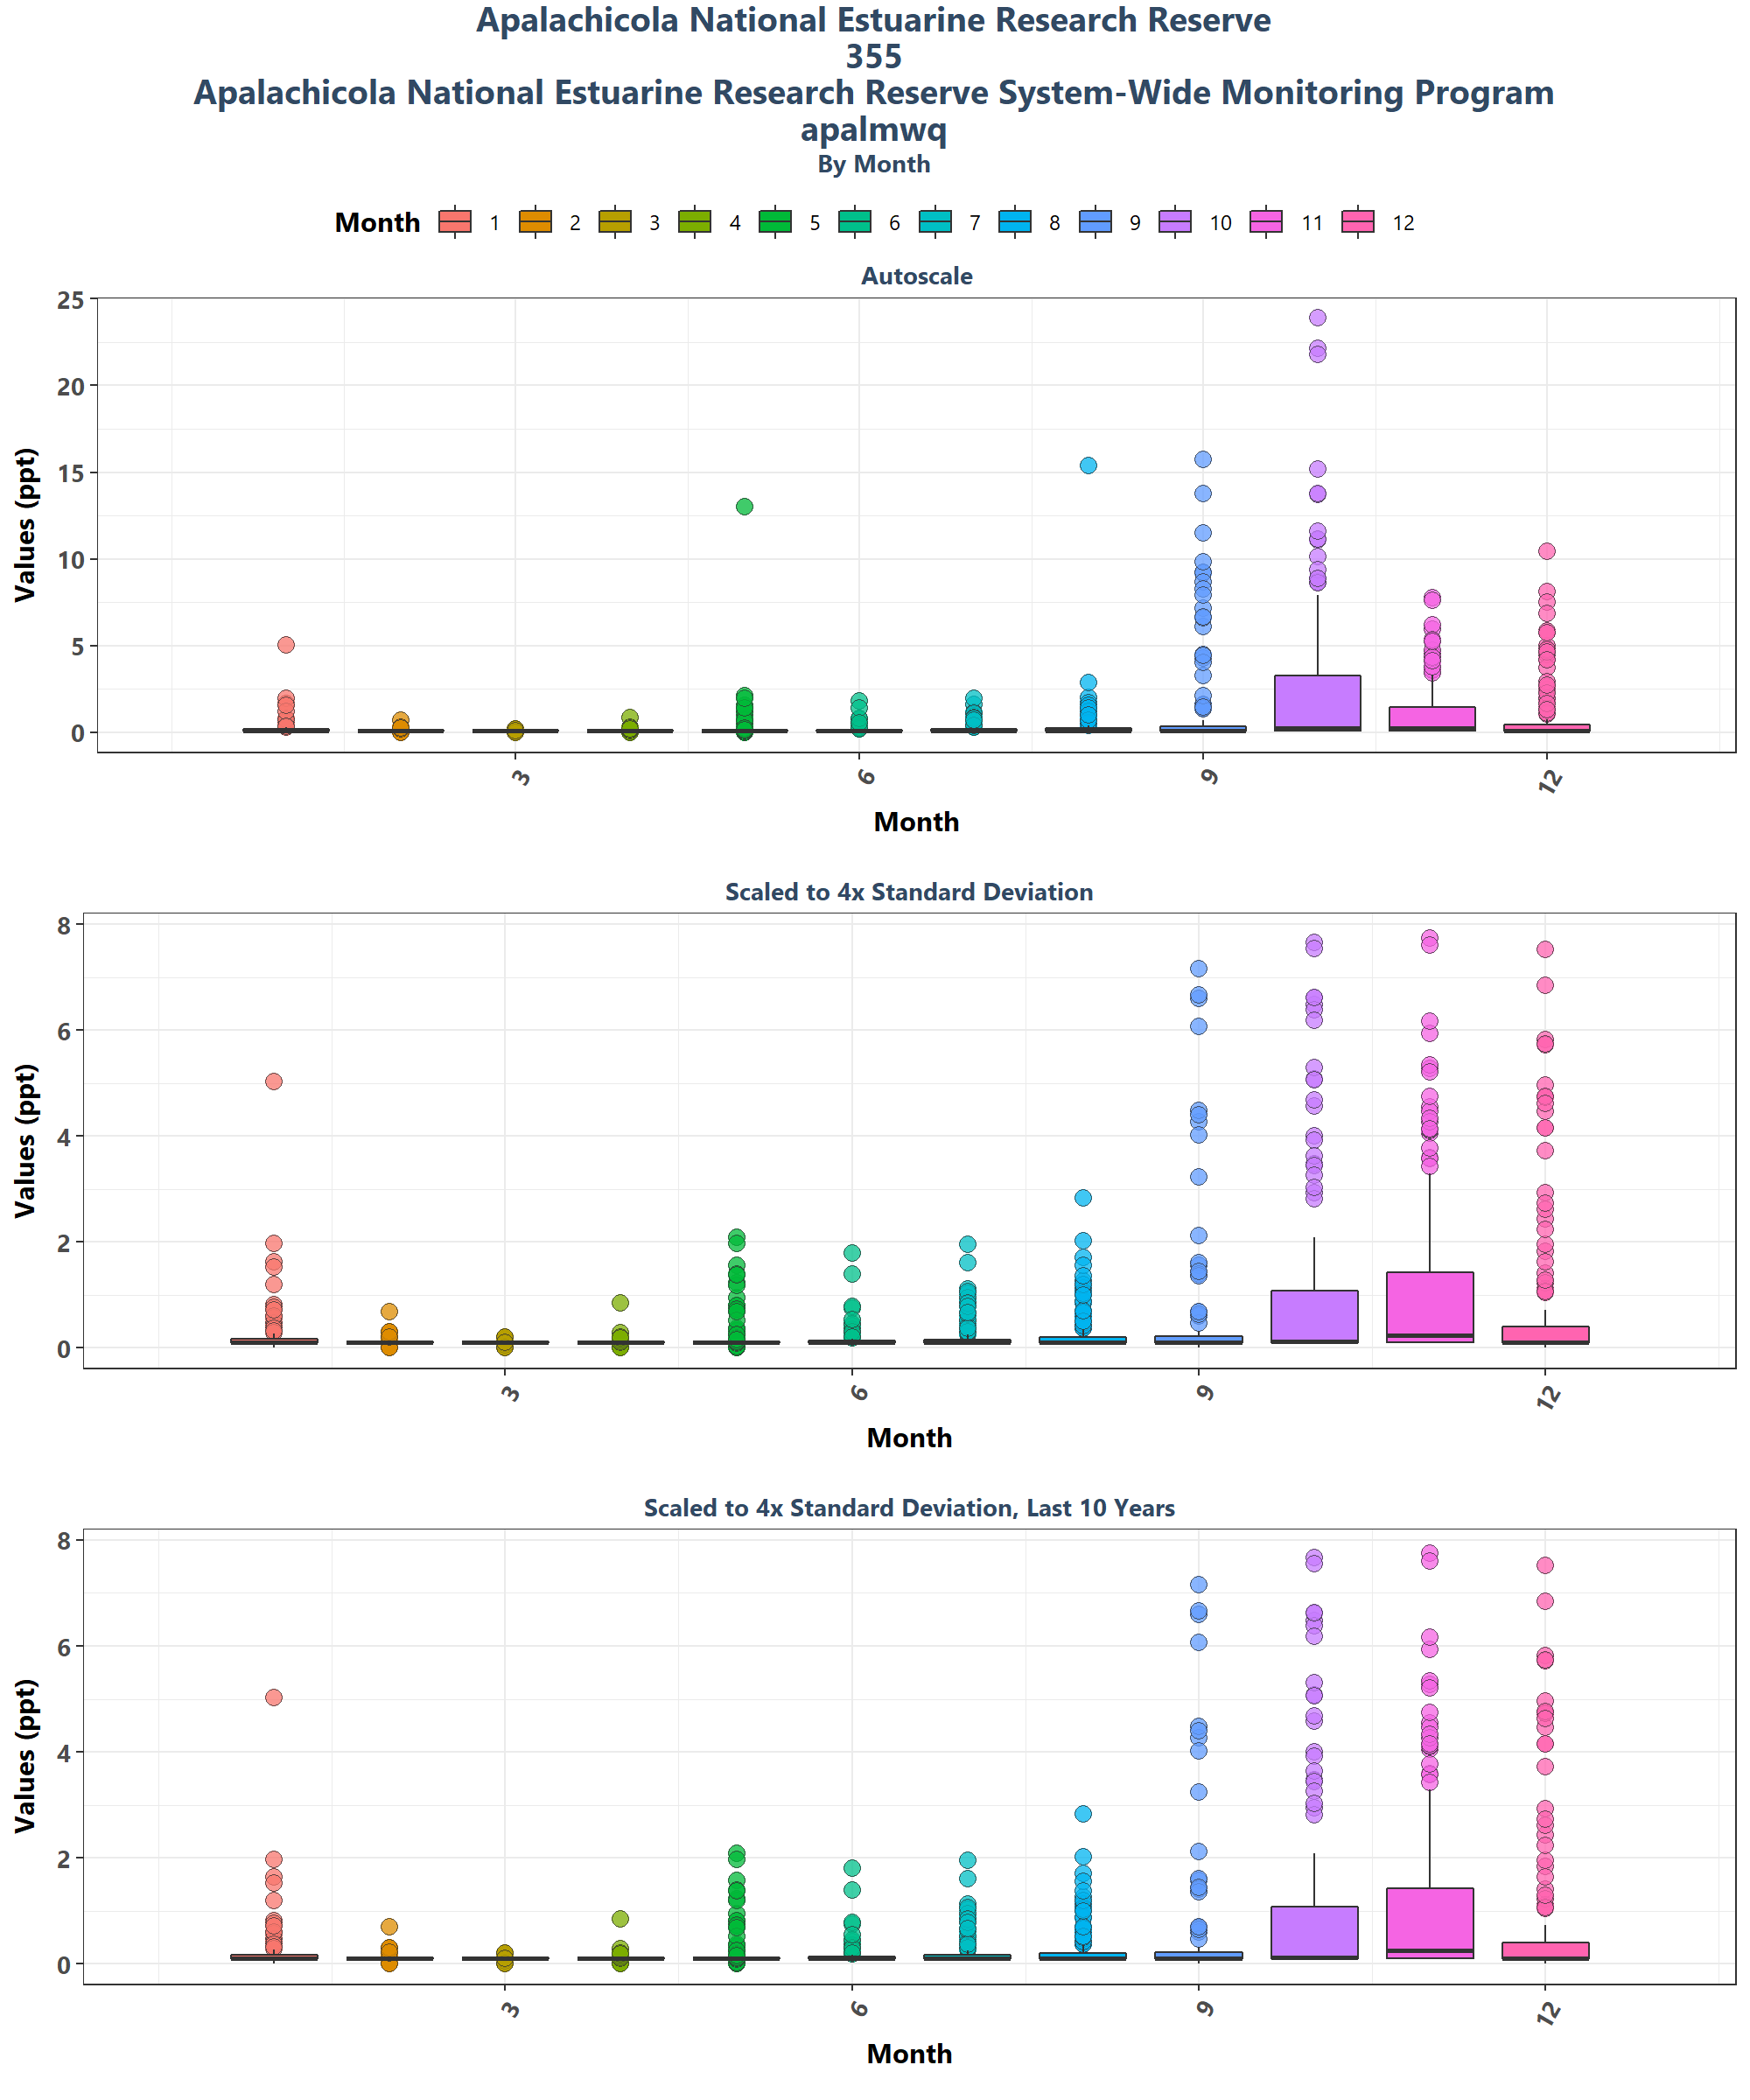 Apalachicola National Estuarine Research Reserve
355
Apalachicola National Estuarine Research Reserve System-Wide Monitoring Program
apalmwq
By Month
Month 1 2 3 4 5 6 7 8 9 10 11 12
Autoscale
Values (ppt)
25
20
15
10
5
0
3 6 9 12
Month
Scaled to 4x Standard Deviation
Values (ppt)
8
6
4
2
0
3 6 9 12
Month
Scaled to 4x Standard Deviation, Last 10 Years
Values (ppt)
8
6
4
2
0
3 6 9 12
Month